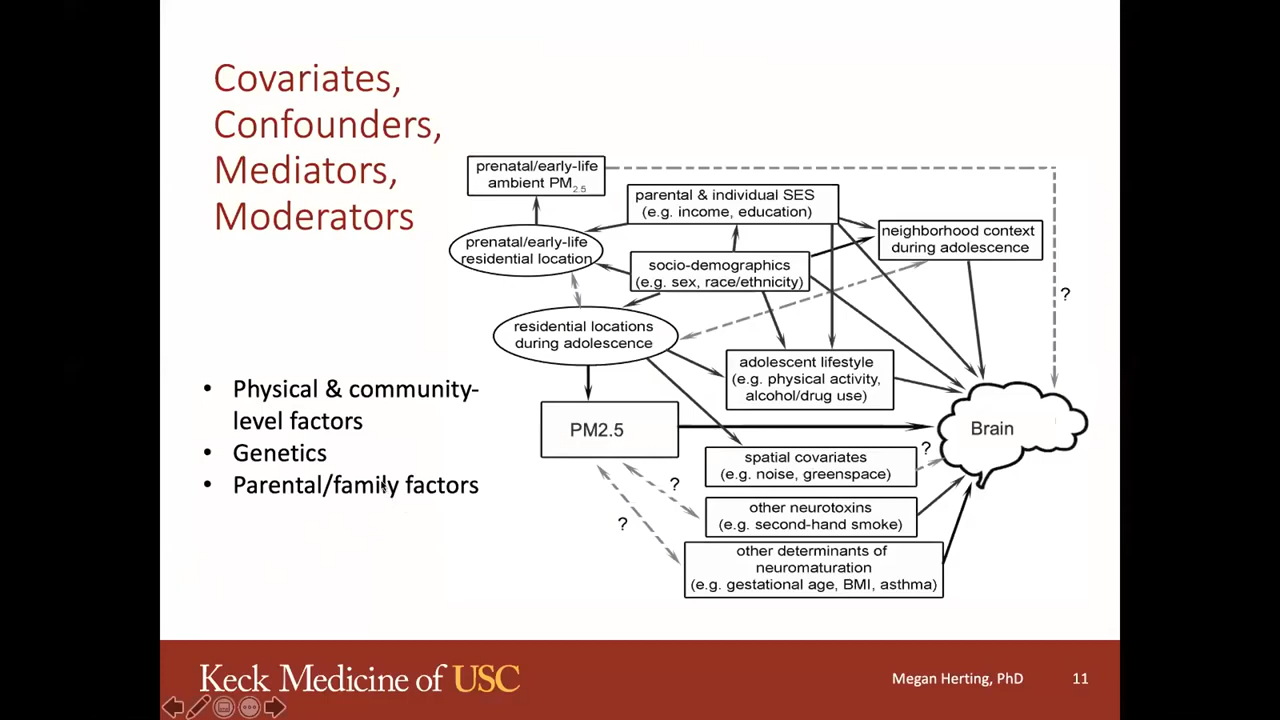 Covariates,
Confounders,
Mediators,
Moderators
• Physical & community-
level factors
• Genetics
• Parental/family factors
prenatal/early-life
ambient PM2.5
parental & individual SES
(e.g. income, education)
neighborhood context
during adolescence
prenatal/early-life
residential location
socio-demographics
(e.g. sex, race/ethnicity)
?
residential locations
during adolescence
adolescent lifestyle
(e.g. physical activity,
alcohol/drug use)
PM2.5
Brain
?
spatial covariates
(e.g. noise, greenspace)
?
other neurotoxins
(e.g. second-hand smoke)
?
other determinants of
neuromaturation
(e.g. gestational age, BMI, asthma)
Keck Medicine of USC
Megan Herting, PhD
11